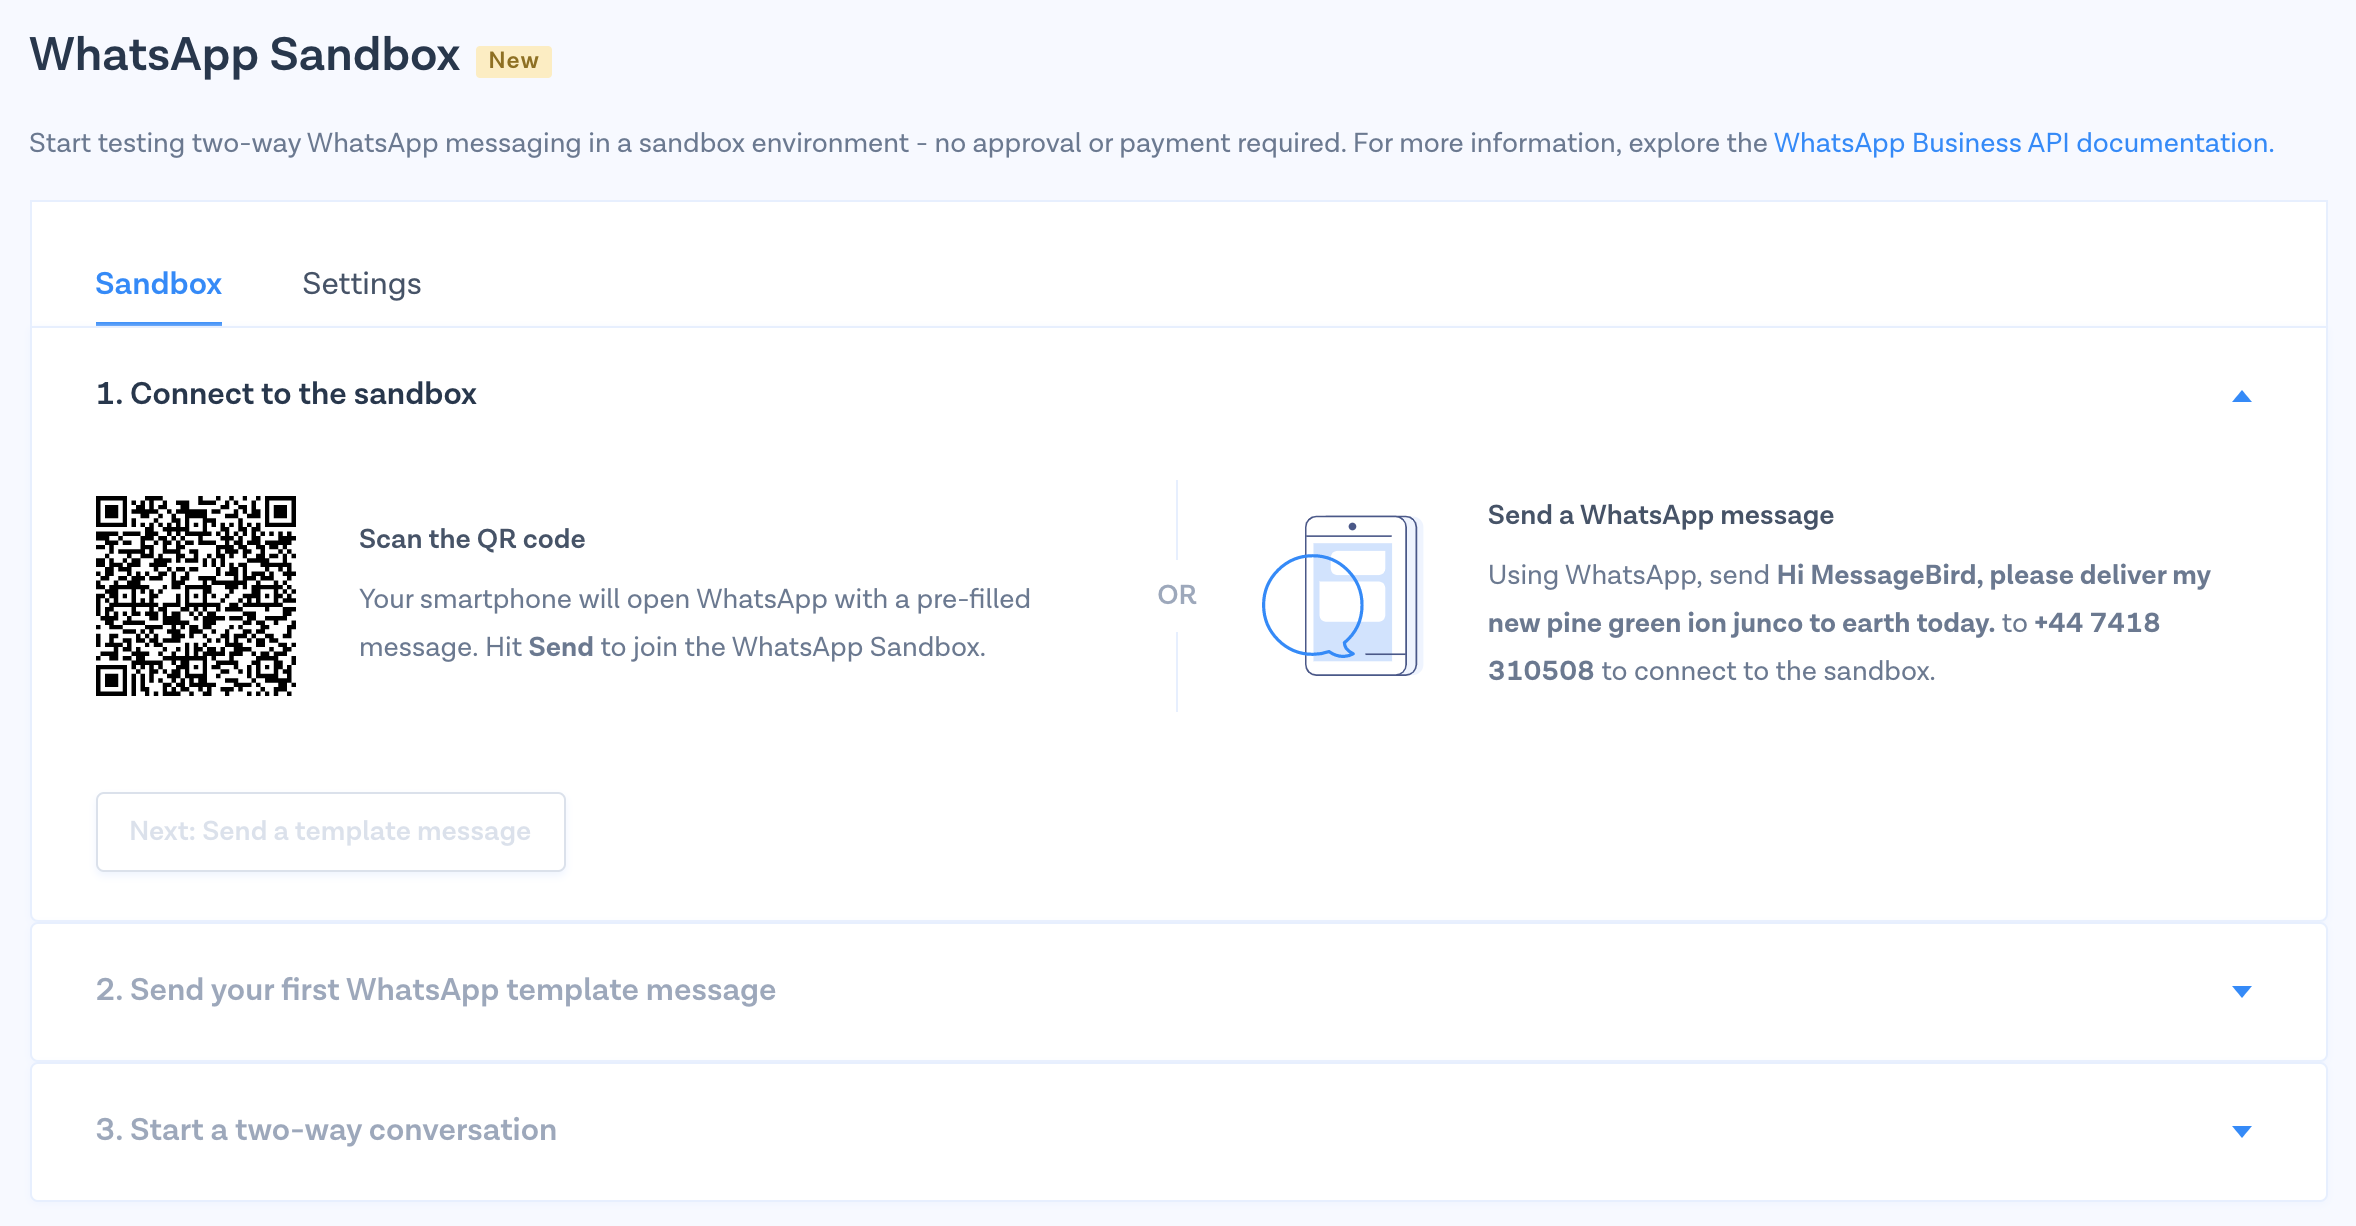 WhatsApp Sandbox New
Start testing two-way WhatsApp messaging in a sandbox environment - no approval or payment required. For more information, explore the WhatsApp Business API documentation.
Sandbox Settings
1. Connect to the sandbox
Scan the QR code
Your smartphone will open WhatsApp with a pre-filled
message. Hit Send to join the WhatsApp Sandbox.
OR
Send a WhatsApp message
Using WhatsApp, send Hi MessageBird, please deliver my
new pine green ion junco to earth today. to +44 7418
310508 to connect to the sandbox.
Next: Send a template message
2. Send your first WhatsApp template message
3. Start a two-way conversation